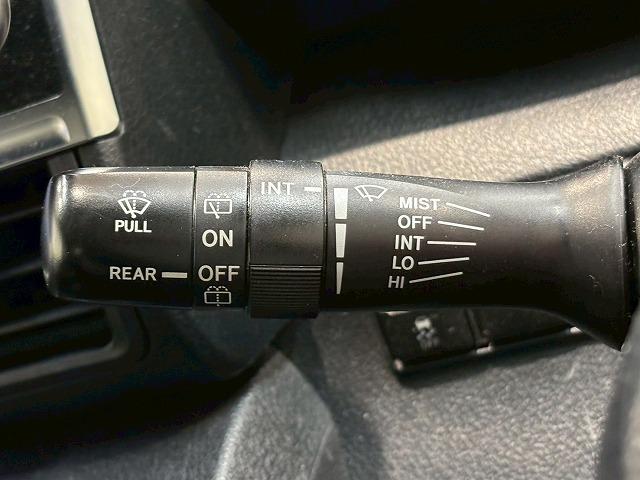 PULL
REAR
ON
OFF
INT
MIST
OFF
INT
LO
HI